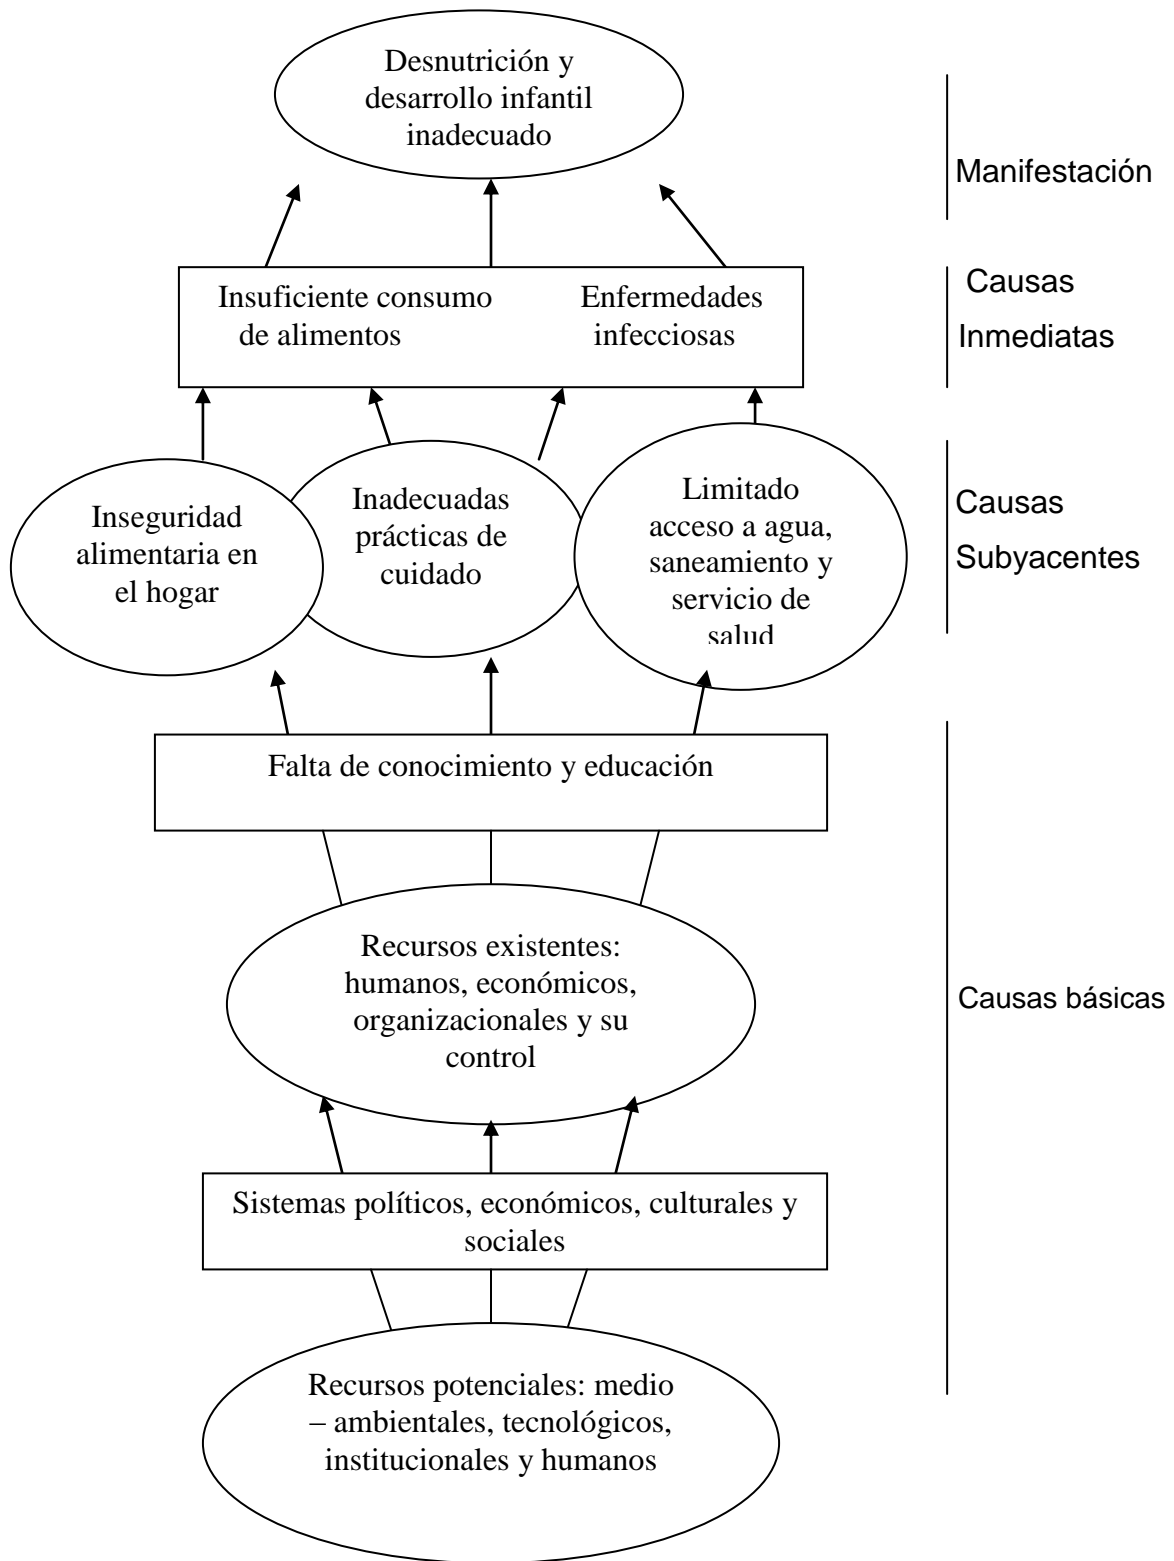 Desnutrición y
desarrollo infantil
inadecuado
Manifestación
Insuficiente consumo
de alimentos
Enfermedades
infecciosas
Causas
Inmediatas
Inseguridad
alimentaria en
el hogar
Inadecuadas
prácticas de
cuidado
Limitado
acceso a agua,
saneamiento y
servicio de
salud
Causas
Subyacentes
Falta de conocimiento y educación
Recursos existentes:
humanos, económicos,
organizacionales y su
control
Causas básicas
Sistemas políticos, económicos, culturales y
sociales
Recursos potenciales: medio
– ambientales, tecnológicos,
institucionales y humanos